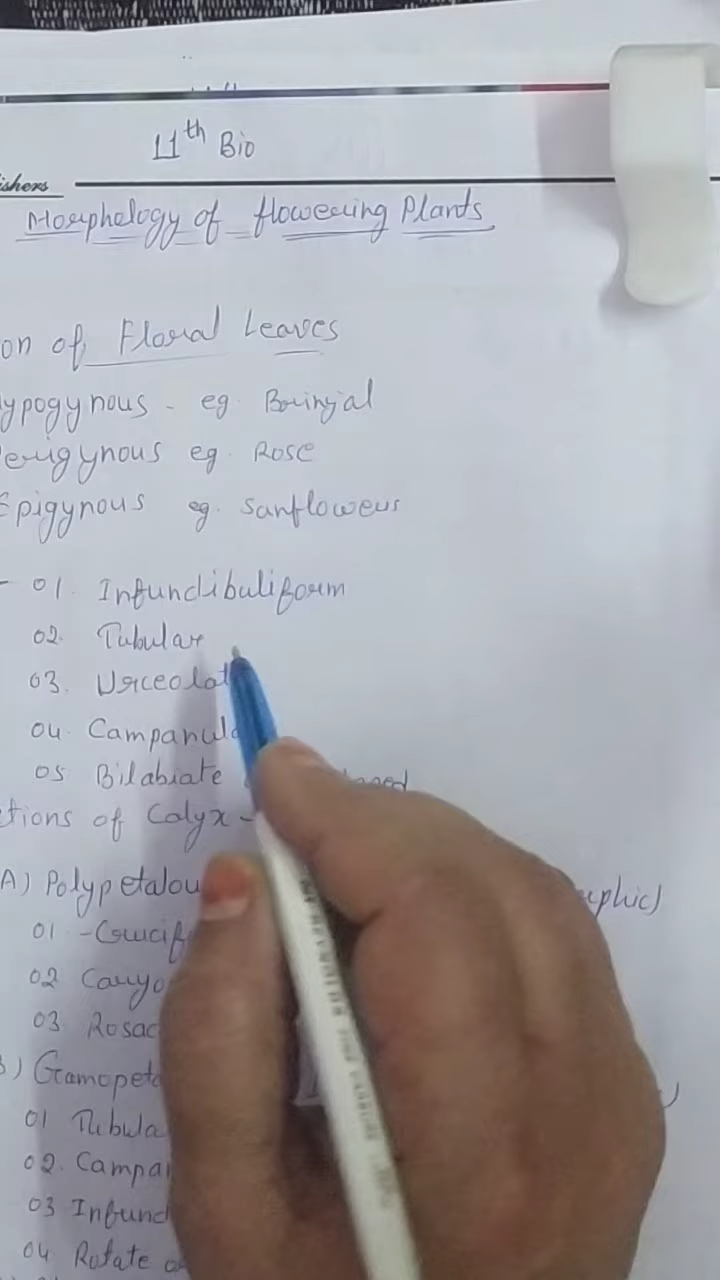 11th Bio
ishers
Morphology of flowering Plants
on of Floral Leaves
ypogynous - eg. Bringal
erigynous eg. Rose
Epigynous eg. Sanflowers
- 01. Infundibuliform
02. Tubular
03. Urceolat
04. Campanul
05 Bilabiate
tions of Calyx -
A) Polypetalou
01 - Crucif
02 Caryo
03 Rosac
) Gamopeta
01 Tubula
02. Campa
03 Infund
04 Rotate